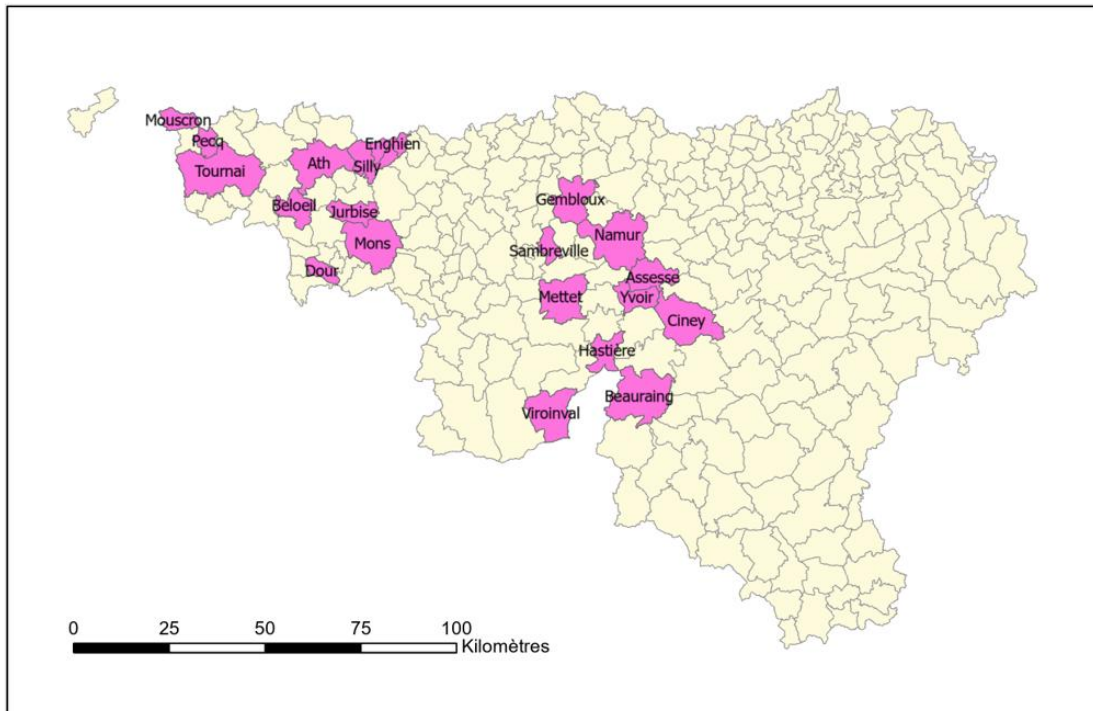 Mouscron
Pecq
Enghien
Tournai
Ath
Silly
Beloeil
Jurbise
Gembloux
Mons
Namur
Sambreville
Dour
Assesse
Mettet
Yvoir
Ciney
Hastière
Beauraing
Viroinval
0 25 50 75 100
Kilomètres